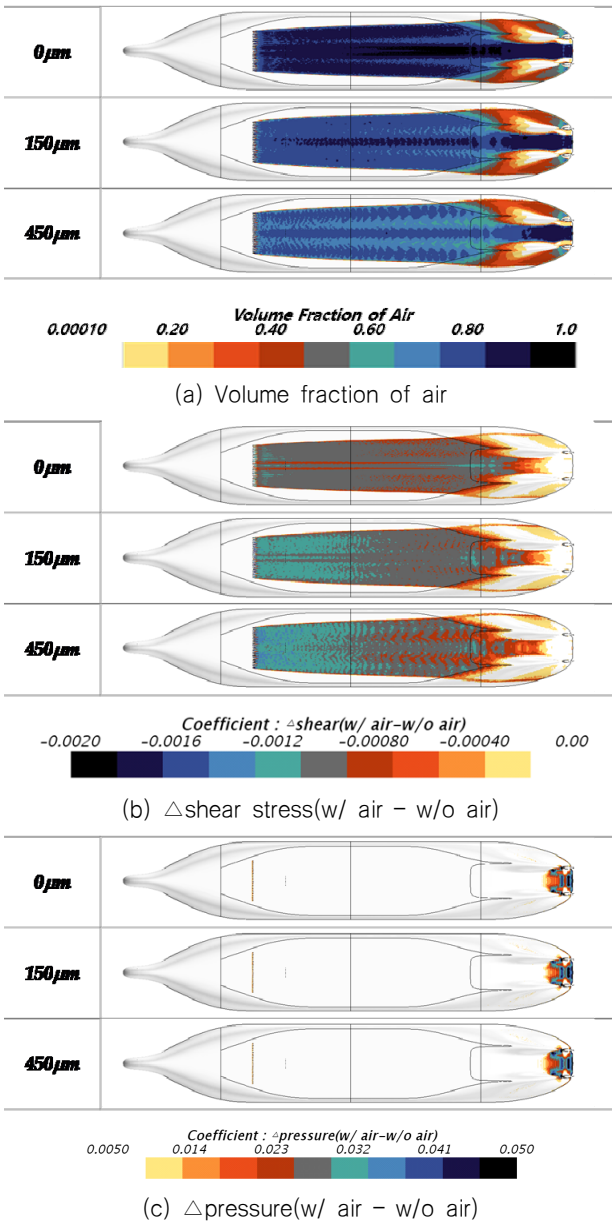 0μm
150μm
450μm
Volume Fraction of Air
0.00010 0.20 0.40 0.60 0.80 1.0
(a) Volume fraction of air
0μm
150μm
450μm
Coefficient : △shear(w/ air-w/o air)
-0.0020 -0.0016 -0.0012 -0.00080 -0.00040 0.00
(b) △shear stress(w/ air - w/o air)
0μm
150μm
450μm
Coefficient : △pressure(w/ air-w/o air)
0.0050 0.014 0.023 0.032 0.041 0.050
(c) △pressure(w/ air - w/o air)